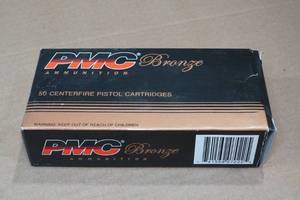 PMC Bronze
AMMUNITION
50 CENTERFIRE PISTOL CARTRIDGES
WARNING: KEEP OUT OF REACH OF CHILDREN
PMC Bronze
AMMUNITION